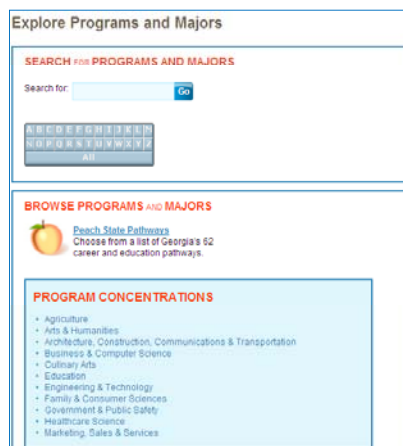 Explore Programs and Majors
SEARCH FOR PROGRAMS AND MAJORS
Search for: Go
A B C D E F G H I J K L M
N O P Q R S T U V W X Y Z
All
BROWSE PROGRAMS AND MAJORS
Peach State Pathways
Choose from a list of Georgia's 62
career and education pathways.
PROGRAM CONCENTRATIONS
• Agriculture
• Arts & Humanities
• Architecture, Construction, Communications & Transportation
• Business & Computer Science
• Culinary Arts
• Education
• Engineering & Technology
• Family & Consumer Sciences
• Government & Public Safety
• Healthcare Science
• Marketing, Sales & Services